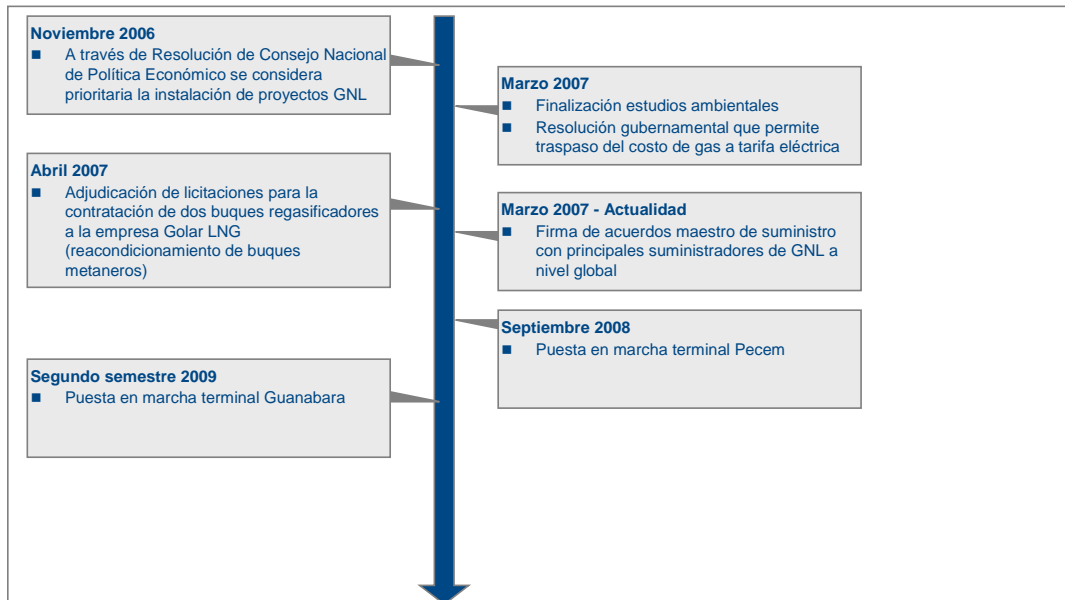 Noviembre 2006
■ A través de Resolución de Consejo Nacional
de Política Económico se considera
prioritaria la instalación de proyectos GNL
Marzo 2007
■ Finalización estudios ambientales
■ Resolución gubernamental que permite
traspaso del costo de gas a tarifa eléctrica
Abril 2007
■ Adjudicación de licitaciones para la
contratación de dos buques regasificadores
a la empresa Golar LNG
(reacondicionamiento de buques
metaneros)
Marzo 2007 - Actualidad
■ Firma de acuerdos maestro de suministro
con principales suministradores de GNL a
nivel global
Septiembre 2008
■ Puesta en marcha terminal Pecem
Segundo semestre 2009
■ Puesta en marcha terminal Guanabara